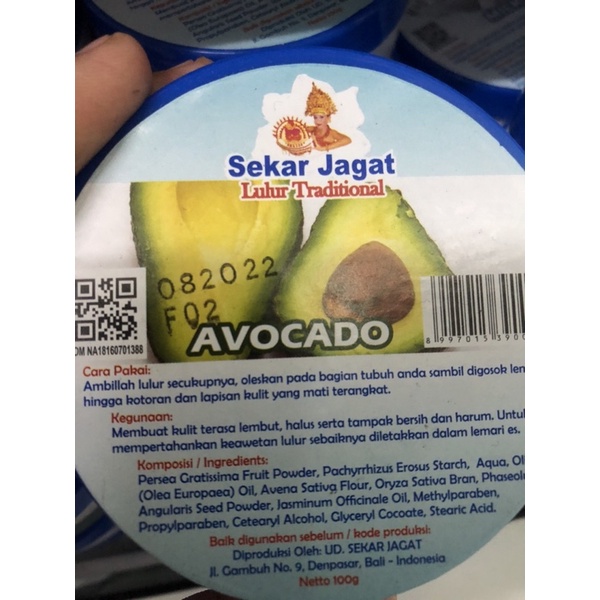 Sekar Jagat
Lulur Traditional
082022
F02
AVOCADO
NA18160701388
8 997015 390
Cara Pakai:
Ambillah lulur secukupnya, oleskan pada bagian tubuh anda sambil digosok
hingga kotoran dan lapisan kulit yang mati terangkat.
Kegunaan:
Membuat kulit terasa lembut, halus serta tampak bersih dan harum. Untuk
mempertahankan keawetan lulur sebaiknya diletakkan dalam lemari es.
Komposisi / Ingredients:
Persea Gratissima Fruit Powder, Pachyrrhizus Erosus Starch, Aqua,
(Olea Europaea) Oil, Avena Sativa Flour, Oryza Sativa Bran,
Angularis Seed Powder, Jasminum Officinale Oil, Methylparaben,
Propylparaben, Cetearyl Alcohol, Glyceryl Cocoate, Stearic Acid.
Baik digunakan sebelum / kode produksi:
Diproduksi Oleh: UD. SEKAR JAGAT
Jl. Gambuh No. 9, Denpasar, Bali - Indonesia
Netto 100g